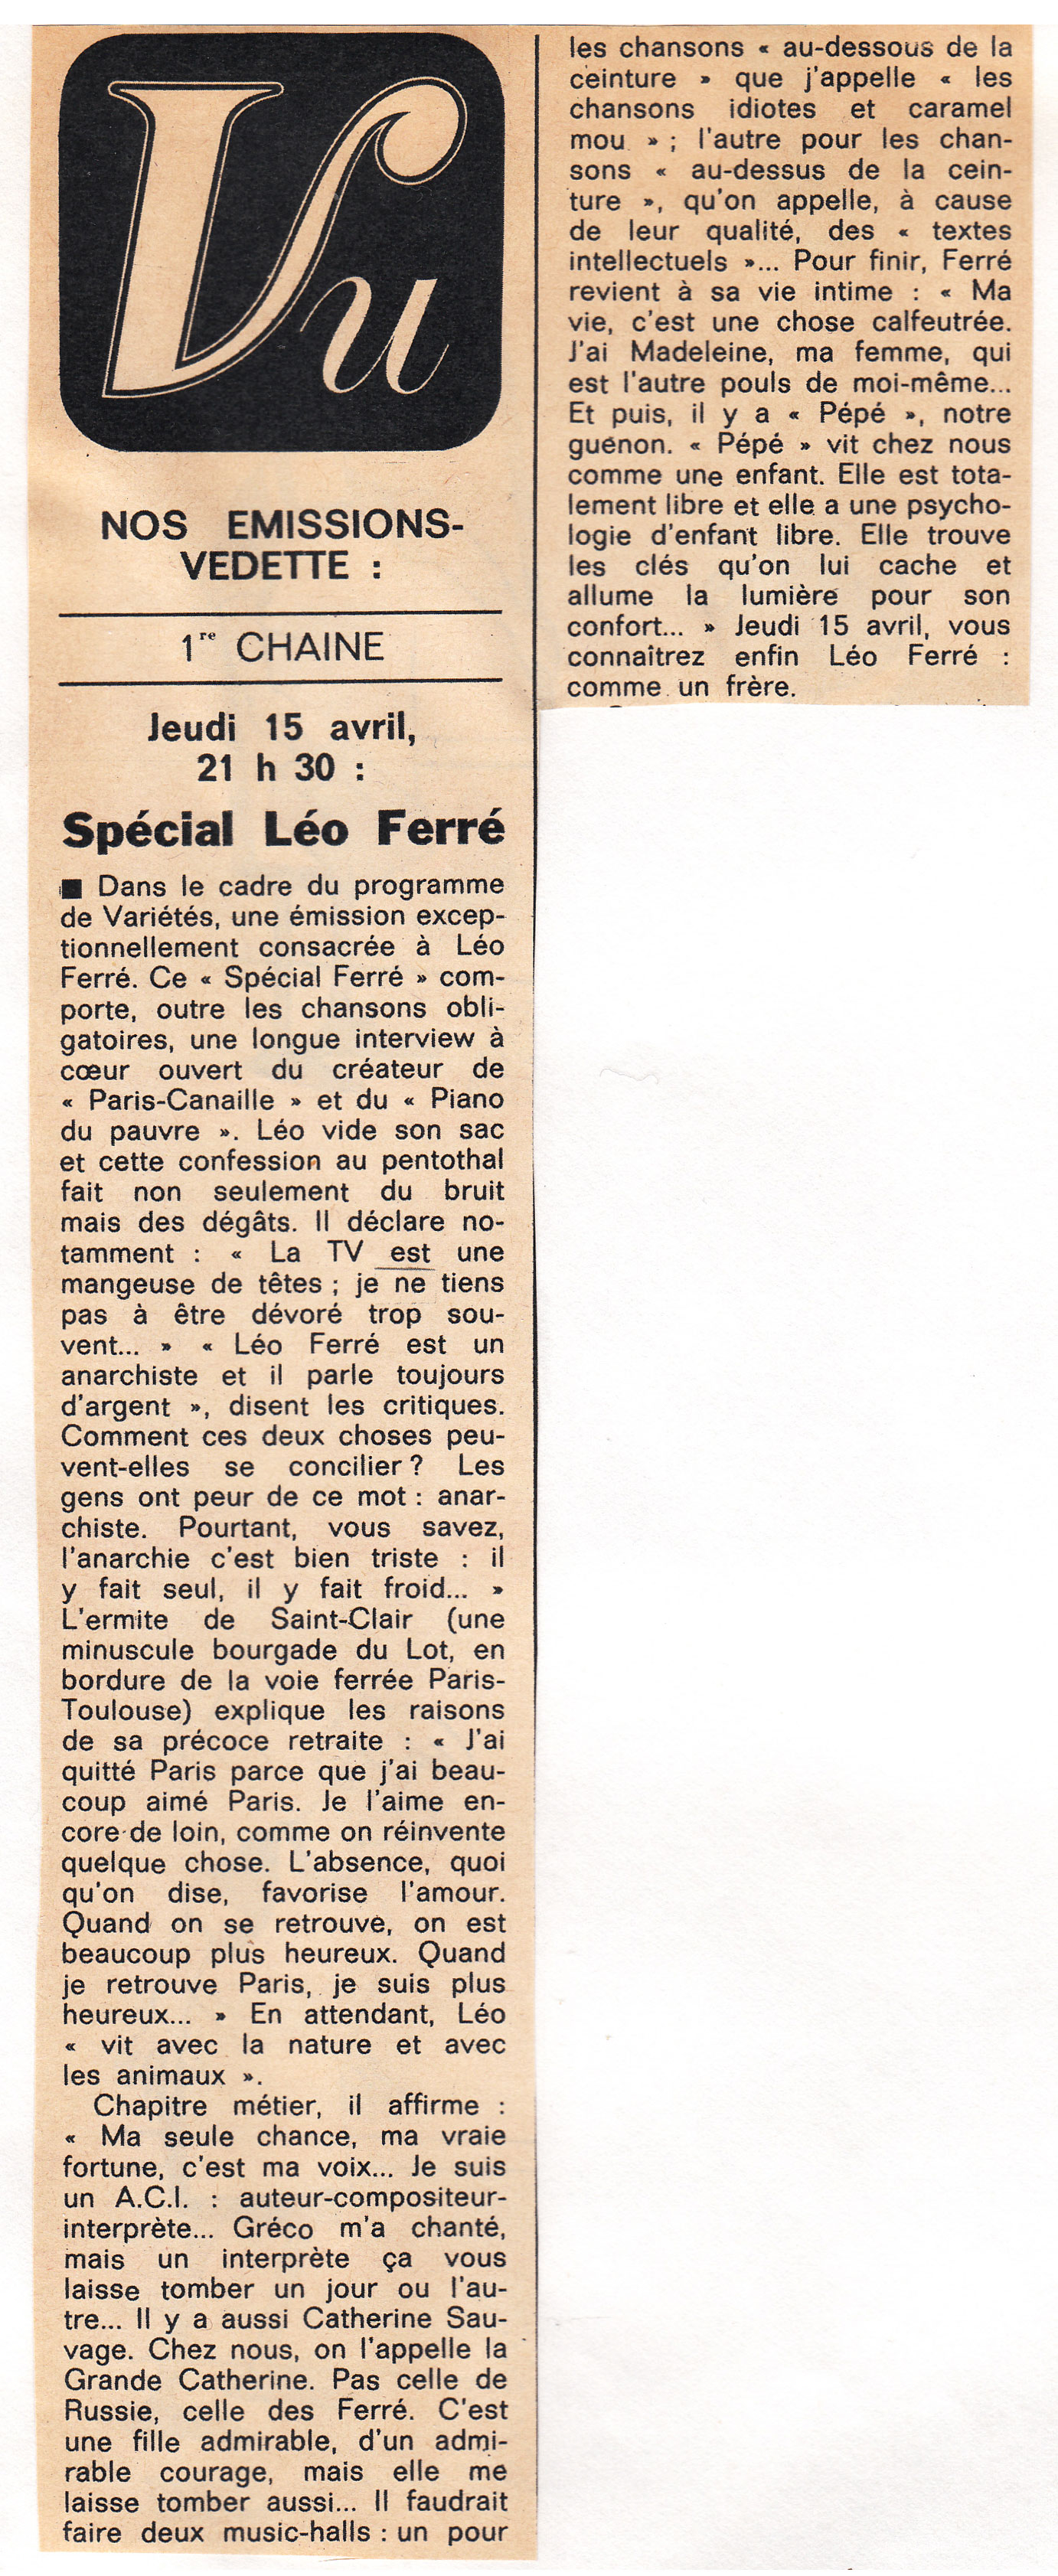 Vu
NOS EMISSIONS-
VEDETTE :
1re CHAINE
Jeudi 15 avril,
21 h 30 :
Spécial Léo Ferré
■ Dans le cadre du programme
de Variétés, une émission excep-
tionnellement consacrée à Léo
Ferré. Ce « Spécial Ferré » com-
porte, outre les chansons obli-
gatoires, une longue interview à
cœur ouvert du créateur de
« Paris-Canaille » et du « Piano
du pauvre ». Léo vide son sac
et cette confession au pentothal
fait non seulement du bruit
mais des dégâts. Il déclare no-
tamment : « La TV est une
mangeuse de têtes ; je ne tiens
pas à être dévoré trop sou-
vent... » « Léo Ferré est un
anarchiste et il parle toujours
d'argent », disent les critiques.
Comment ces deux choses peu-
vent-elles se concilier ? Les
gens ont peur de ce mot : anar-
chiste. Pourtant, vous savez,
l'anarchie c'est bien triste : il
y fait seul, il y fait froid... »
L'ermite de Saint-Clair (une
minuscule bourgade du Lot, en
bordure de la voie ferrée Paris-
Toulouse) explique les raisons
de sa précoce retraite : « J'ai
quitté Paris parce que j'ai beau-
coup aimé Paris. Je l'aime en-
core de loin, comme on réinvente
quelque chose. L'absence, quoi
qu'on dise, favorise l'amour.
Quand on se retrouve, on est
beaucoup plus heureux. Quand
je retrouve Paris, je suis plus
heureux... » En attendant, Léo
« vit avec la nature et avec
les animaux ».
Chapitre métier, il affirme :
« Ma seule chance, ma vraie
fortune, c'est ma voix... Je suis
un A.C.I. : auteur-compositeur-
interprète... Gréco m'a chanté,
mais un interprète ça vous
laisse tomber un jour ou l'au-
tre... Il y a aussi Catherine Sau-
vage. Chez nous, on l'appelle la
Grande Catherine. Pas celle de
Russie, celle des Ferré. C'est
une fille admirable, d'un admi-
rable courage, mais elle me
laisse tomber aussi... Il faudrait
faire deux music-halls : un pour
les chansons « au-dessous de la
ceinture » que j'appelle « les
chansons idiotes et caramel
mou » ; l'autre pour les chan-
sons « au-dessus de la cein-
ture », qu'on appelle, à cause
de leur qualité, des « textes
intellectuels »... Pour finir, Ferré
revient à sa vie intime : « Ma
vie, c'est une chose calfeutrée.
J'ai Madeleine, ma femme, qui
est l'autre pouls de moi-même...
Et puis, il y a « Pépé », notre
guenon. « Pépé » vit chez nous
comme une enfant. Elle est tota-
lement libre et elle a une psycho-
logie d'enfant libre. Elle trouve
les clés qu'on lui cache et
allume la lumière pour son
confort... » Jeudi 15 avril, vous
connaîtrez enfin Léo Ferré :
comme un frère.